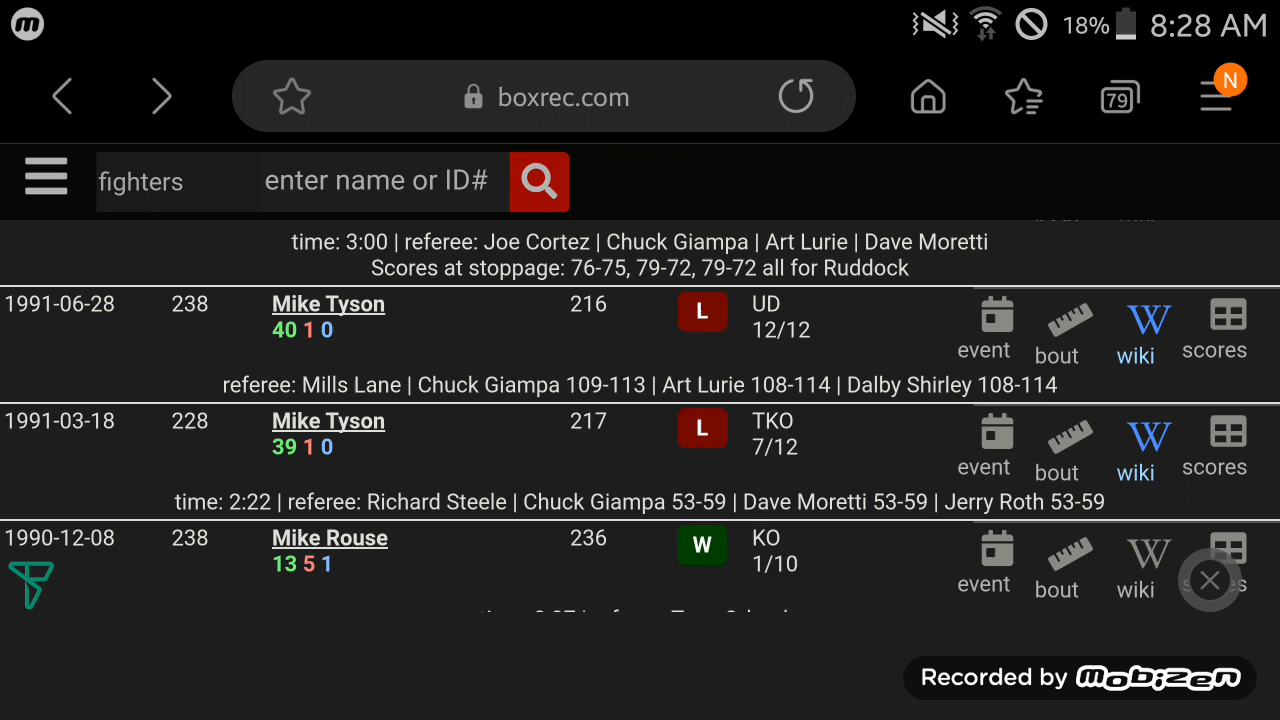 18% 8:28 AM
boxrec.com
79
N
fighters enter name or ID#
time: 3:00 | referee: Joe Cortez | Chuck Giampa | Art Lurie | Dave Moretti
Scores at stoppage: 76-75, 79-72, 79-72 all for Ruddock
1991-06-28 238 Mike Tyson 216 L UD
40 1 0 12/12
event bout wiki scores
referee: Mills Lane | Chuck Giampa 109-113 | Art Lurie 108-114 | Dalby Shirley 108-114
1991-03-18 228 Mike Tyson 217 L TKO
39 1 0 7/12
event bout wiki scores
time: 2:22 | referee: Richard Steele | Chuck Giampa 53-59 | Dave Moretti 53-59 | Jerry Roth 53-59
1990-12-08 238 Mike Rouse 236 W KO
13 5 1 1/10
event bout wiki
Recorded by mobizen